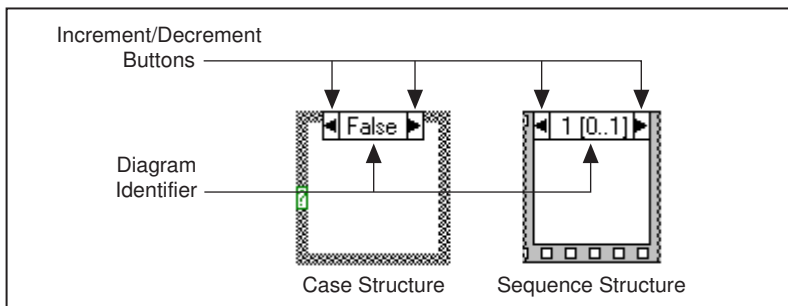 Increment/Decrement
Buttons
False
1 [0..1]
Diagram
Identifier
?
Case Structure
Sequence Structure